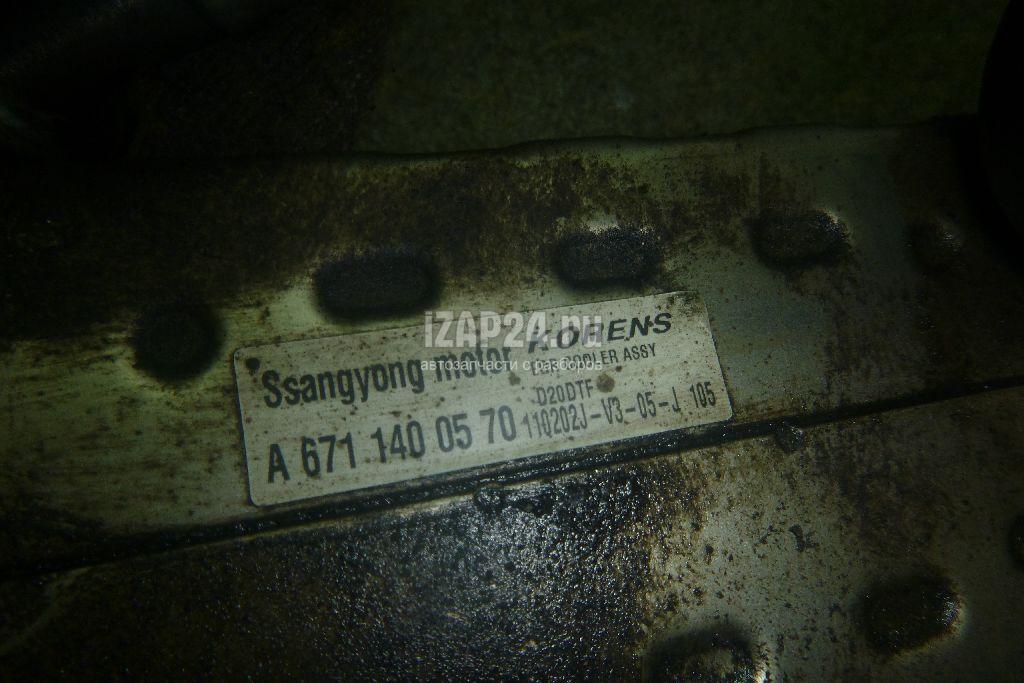 iZAP24.ru
автозапчасти с разборов
Ssangyong motor KORENS
COOLER ASSY
D20DTF
A 671 140 05 70 110202J-V3-05-J 105